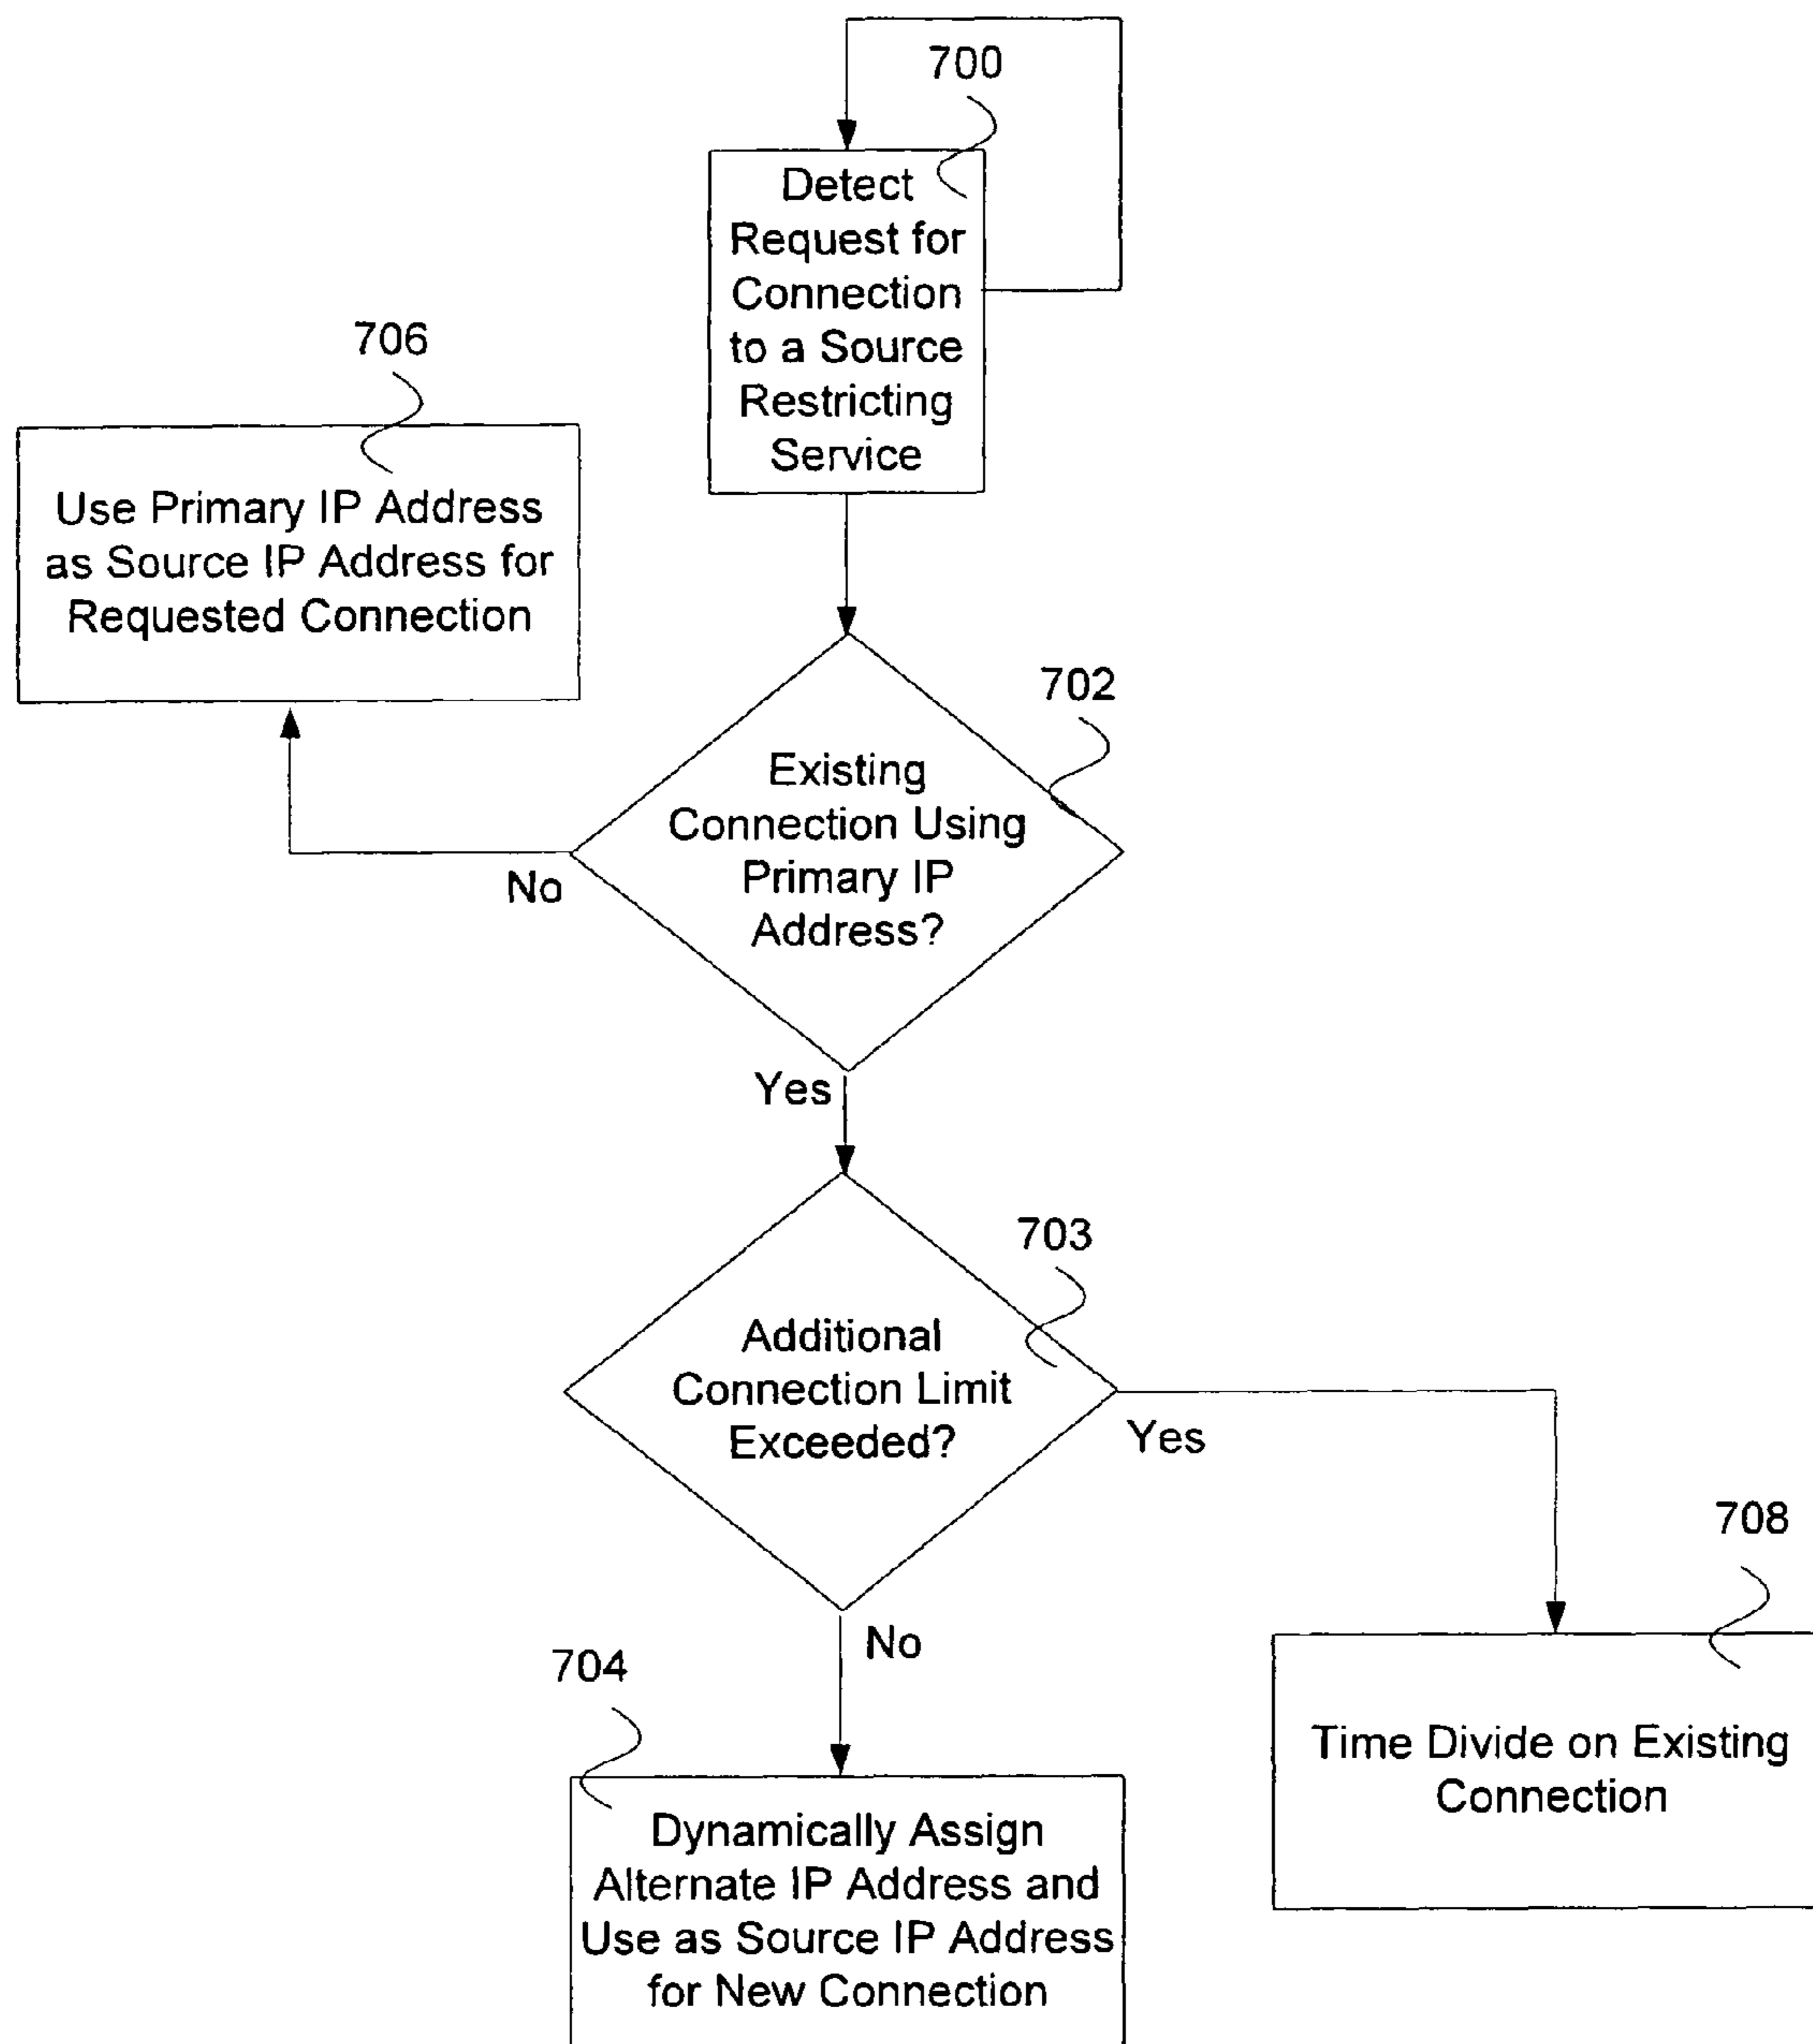 700
Detect
Request for
Connection
to a Source
Restricting
Service
706
Use Primary IP Address
as Source IP Address for
Requested Connection
702
Existing
Connection Using
Primary IP
Address?
No
Yes
703
Additional
Connection Limit
Exceeded?
Yes
No
708
Time Divide on Existing
Connection
704
Dynamically Assign
Alternate IP Address and
Use as Source IP Address
for New Connection